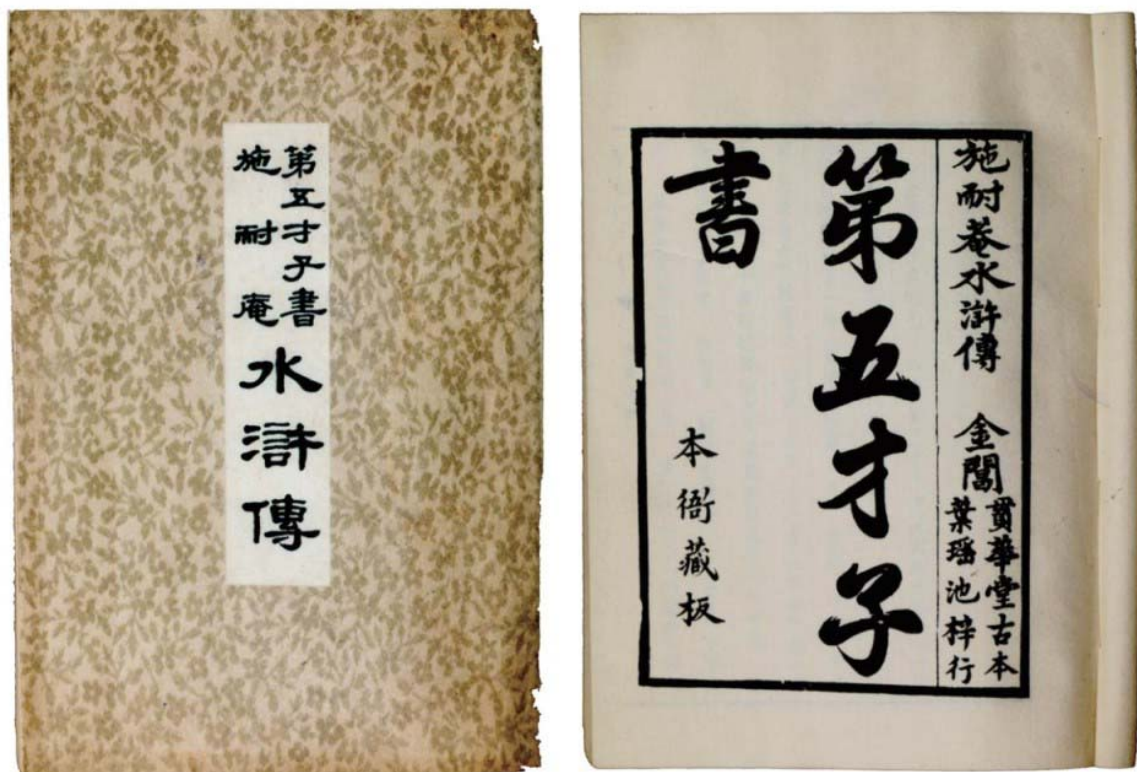 第五才子書
施耐庵
水滸傳
施耐菴水滸傳 金閶
貫華堂古本
葉瑶池梓行
第五才子
書
本衙藏板